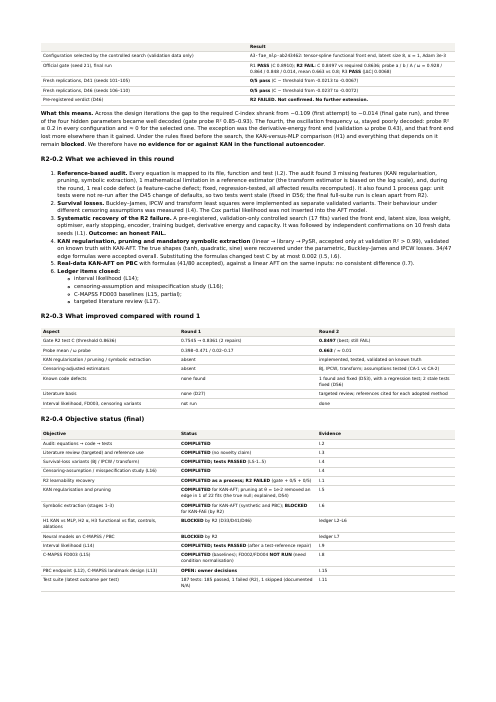 Result
Configuration selected by the controlled search (validation data only)
tensor-spline functional front end, latent size 8, α = 1, Adam 3e-3
Official gate (seed 21), final run
R1 PASS (C 0.8910); R2 FAIL: C 0.8497 vs required 0.8636; probe a / b / A / ω = 0.928 /
0.864 / 0.848 / 0.014, mean 0.663 vs 0.8; R3 PASS (|ΔC| 0.0068)
Fresh replications, D41 (seeds 101–105)
0/5 pass (C − threshold from -0.0213 to -0.0067)
Fresh replications, D46 (seeds 106–110)
0/5 pass (C − threshold from -0.0237 to -0.0072)
Pre-registered verdict (D46)
R2 FAILED. Not confirmed. No further extension.
What this means. Across the design iterations the gap to the required C-index shrank from −0.109 (first attempt) to −0.014 (final gate run), and three
of the four hidden parameters became well decoded (gate probe R² 0.85–0.93). The fourth, the oscillation frequency ω, stayed poorly decoded: probe R²
≤ 0.2 in every configuration and ≈ 0 for the selected one. The exception was the derivative-energy front end (validation ω probe 0.43), and that front end
lost more elsewhere than it gained. Under the rules fixed before the search, the KAN-versus-MLP comparison (H1) and everything that depends on it
remain blocked. We therefore have no evidence for or against KAN in the functional autoencoder.
R2-0.2 What we achieved in this round
1. Reference-based audit. Every equation is mapped to its file, function and test (I.2). The audit found 3 missing features (KAN regularisation,
pruning, symbolic extraction), 1 mathematical limitation in a reference estimator (the transform estimator is biased on the log scale), and, during
the round, 1 real code defect (a feature-cache defect; fixed, regression-tested, all affected results recomputed). It also found 1 process gap: unit
tests were not re-run after the D45 change of defaults, so two tests went stale (fixed in D56; the final full-suite run is clean apart from R2).
2. Survival losses. Buckley–James, IPCW and transform least squares were implemented as separate validated variants. Their behaviour
under different censoring assumptions was measured (I.4). The Cox partial likelihood was not inserted into the AFT model.
3. Systematic recovery of the R2 failure. A pre-registered, validation-only controlled search (17 fits) varied the front end, latent size, loss weight,
optimiser, early stopping, encoder, training budget, derivative energy and capacity. It was followed by independent confirmations on 10 fresh data
seeds (I.1). Outcome: an honest FAIL.
4. KAN regularisation, pruning and mandatory symbolic extraction (linear → library → PySR, accepted only at validation R² > 0.99), validated
on known truth with KAN-AFT. The true shapes (tanh, quadratic, sine) were recovered under the parametric, Buckley–James and IPCW losses. 34/47
edge formulas were accepted overall. Substituting the formulas changed test C by at most 0.002 (I.5, I.6).
5. Real-data KAN-AFT on PBC with formulas (41/80 accepted), against a linear AFT on the same inputs: no consistent difference (I.7).
6. Ledger items closed:
interval likelihood (L14);
censoring-assumption and misspecification study (L16);
C-MAPSS FD003 baselines (L15, partial);
targeted literature review (L17).
R2-0.3 What improved compared with round 1
Aspect
Round 1
Round 2
Gate R2 test C (threshold 0.8636)
0.7545 → 0.8361 (2 repairs)
0.8497 (best, still FAIL)
Probe mean / ω probe
0.398–0.471 / 0.02–0.17
0.663 / ≈ 0.01
KAN regularisation / pruning / symbolic extraction
absent
implemented, tested, validated on known truth
Censoring-adjusted estimators
absent
BJ, IPCW, transform; assumptions tested (CA-1 vs CA-2)
Known code defects
none found
1 found and fixed (D53), with a regression test; 2 stale tests
fixed (D56)
Literature basis
none (D27)
targeted review; references cited for each adopted method
Interval likelihood, FD003, censoring variants
not run
done
R2-0.4 Objective status (final)
Objective
Status
Evidence
Audit: equations → code → tests
COMPLETED
I.2
Literature review (targeted) and reference use
COMPLETED (no novelty claim)
I.3
Survival-loss variants (BJ / IPCW / transform)
COMPLETED; tests PASSED (LS-1..5)
I.4
Censoring-assumption / misspecification study (L16)
COMPLETED
I.4
R2 learnability recovery
COMPLETED as a process; R2 FAILED (gate + 0/5 + 0/5)
I.1
KAN regularisation and pruning
COMPLETED for KAN-AFT; pruning at θ = 1e-2 removed an
edge in 1 of 22 fits (the true null; explained, D54)
I.5
Symbolic extraction (stages 1–3)
COMPLETED for KAN-AFT (synthetic and PBC); BLOCKED
for KAN-FAE (by R2)
I.6
H1 KAN vs MLP; H2 α; H3 functional vs flat, controls;
ablations
BLOCKED by R2 (D33/D41/D46)
ledger L2–L6
Neural models on C-MAPSS / PBC
BLOCKED by R2
ledger L7
Interval likelihood (L14)
COMPLETED; tests PASSED (after a test-reference repair)
I.9
C-MAPSS FD003 (L15)
COMPLETED (baselines); FD002/FD004 NOT RUN (need
condition normalisation)
I.8
PBC endpoint (L12), C-MAPSS landmark design (L13)
OPEN: owner decisions
I.15
Test suite (latest outcome per test)
187 tests: 185 passed, 1 failed (R2), 1 skipped (documented
N/A)
I.11